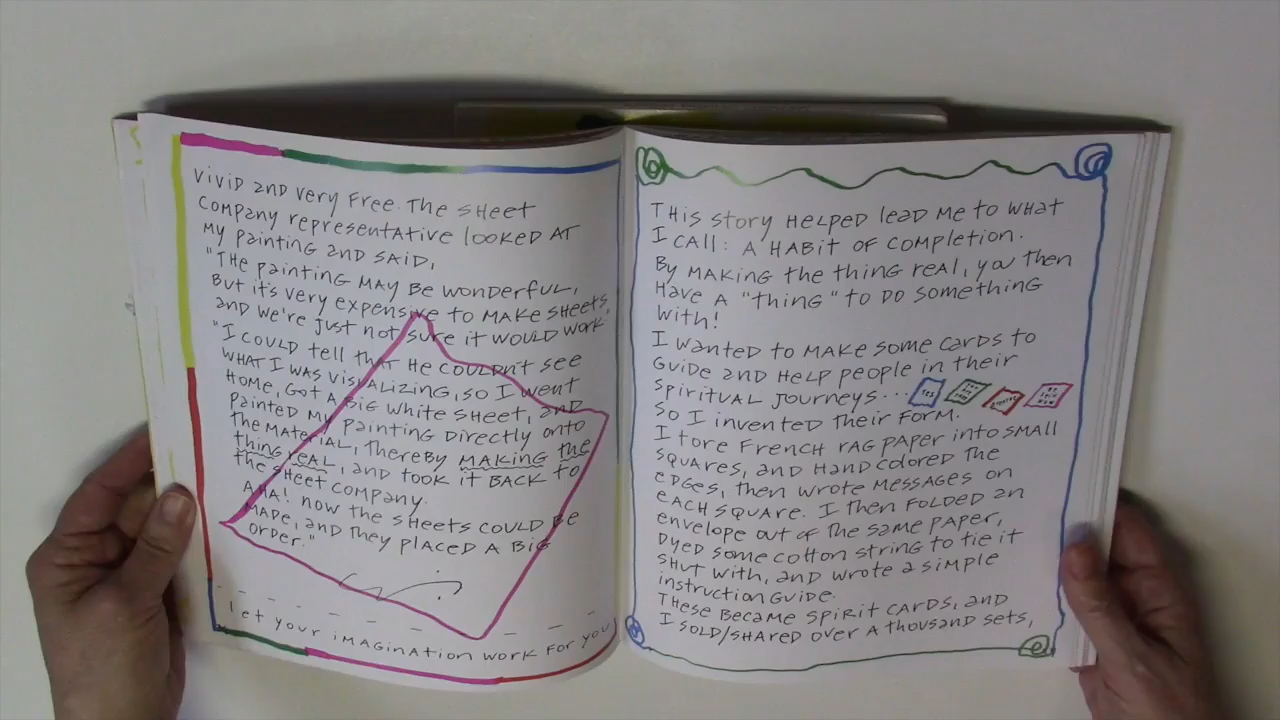 vivid and very free. The sheet
company representative looked at
my painting and said,
"The painting may be wonderful,
But it's very expensive to make sheets
and we're just not sure it would work."
"I could tell that he couldn't see
what I was visualizing, so I went
home, got a big white sheet, and
painted my painting directly onto
the material, thereby making the
thing real, and took it back to
the sheet company.
AHA! now the sheets could be
made, and they placed a big
order."
let your imagination work for you
This story helped lead me to what
I call: A Habit of completion.
By making the thing real, you then
have a "thing" to do something
with!
I wanted to make some cards to
guide and help people in their
spiritual journeys...
So I invented their form.
I tore French rag paper into small
squares, and hand colored the
edges, then wrote messages on
each square. I then folded an
envelope out of the same paper,
dyed some cotton string to tie it
shut with, and wrote a simple
instruction guide.
These became spirit cards, and
I sold/shared over a thousand sets,